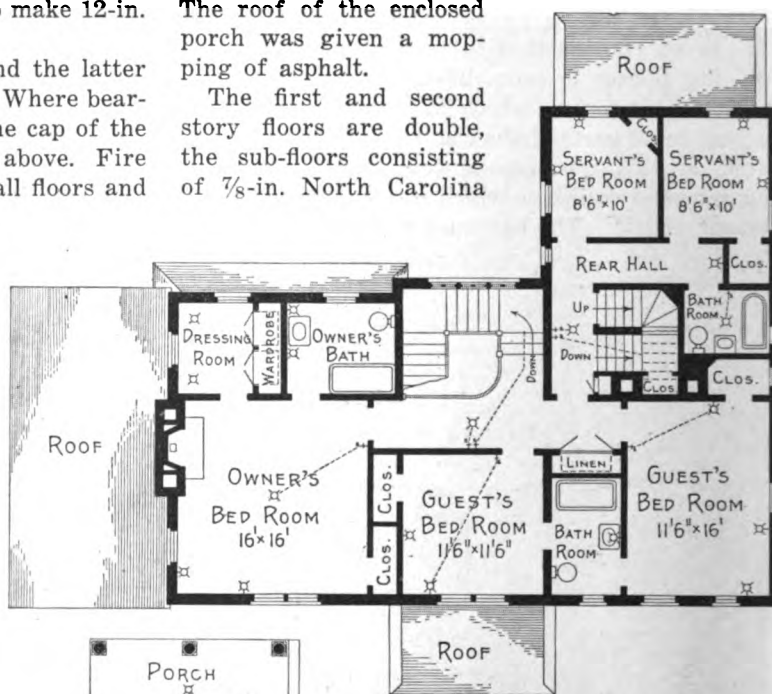 make 12-in.
nd the latter
Where bear-
e cap of the
above. Fire
all floors and
The roof of the enclosed
porch was given a mop-
ping of asphalt.
The first and second
story floors are double,
the sub-floors consisting
of ⅞-in. North Carolina
ROOF
CLOS.
SERVANT'S
BED ROOM
8'6"×10'
SERVANT'S
BED ROOM
8'6"×10'
REAR HALL
CLOS.
UP
BATH
ROOM
DOWN
CLOS
CLOS.
DRESSING
ROOM
WARDROBE
OWNER'S
BATH
DOWN
ROOF
OWNER'S
BED ROOM
16'×16'
CLOS.
CLOS.
GUEST'S
BED ROOM
11'6"×11'6"
LINEN
BATH
ROOM
GUEST'S
BED ROOM
11'6"×16'
ROOF
PORCH